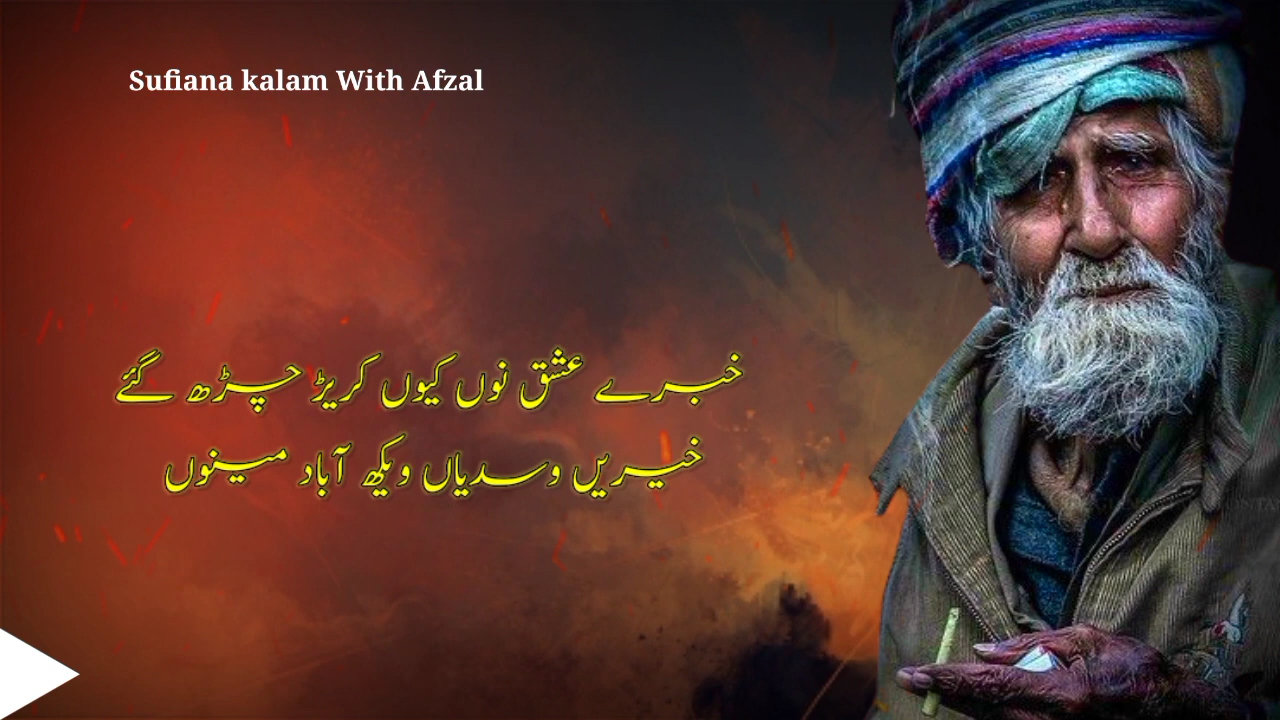 Sufiana kalam With Afzal
خبرے عشق نوں کیوں کریڑ چڑھ گئے
خیریں وسدیاں ویکھ آباد مینوں